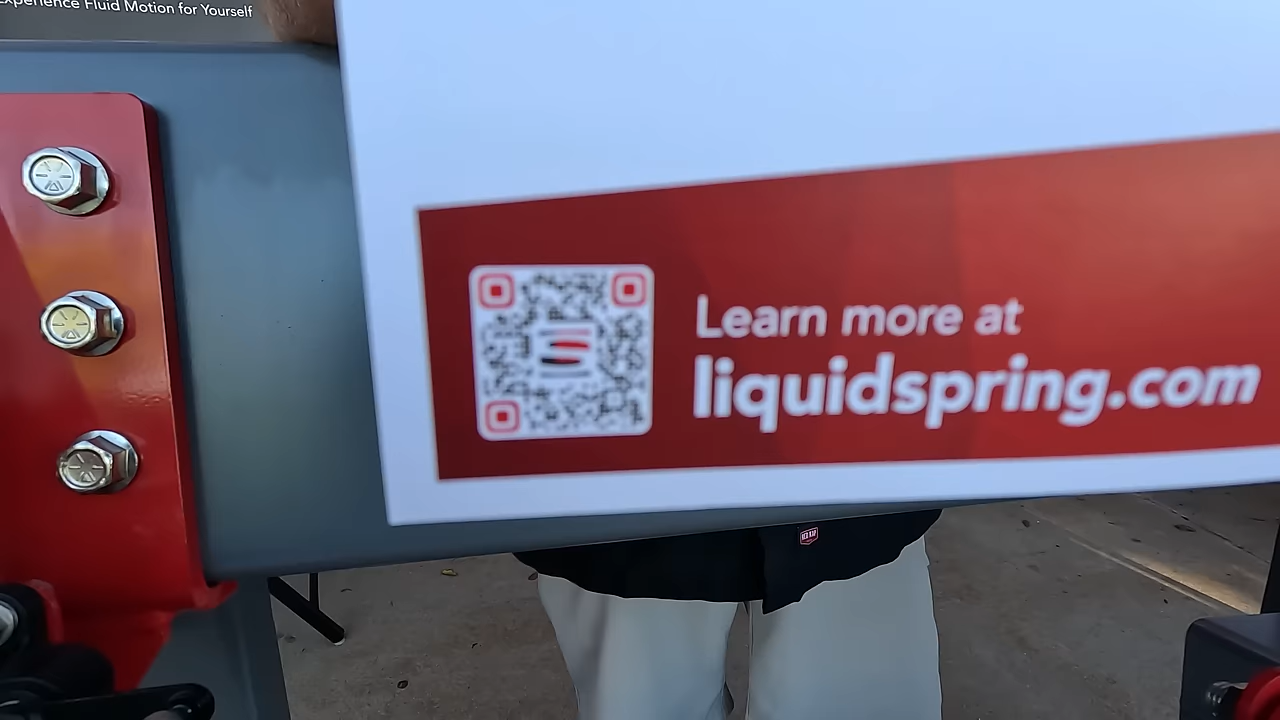 Experience Fluid Motion for Yourself
Learn more at
liquidspring.com